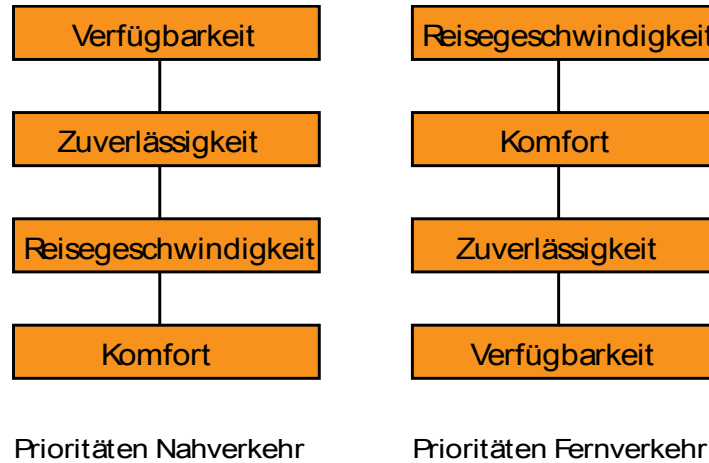 Verfügbarkeit
Zuverlässigkeit
Reisegeschwindigkeit
Komfort
Prioritäten Nahverkehr
Reisegeschwindigkeit
Komfort
Zuverlässigkeit
Verfügbarkeit
Prioritäten Fernverkehr